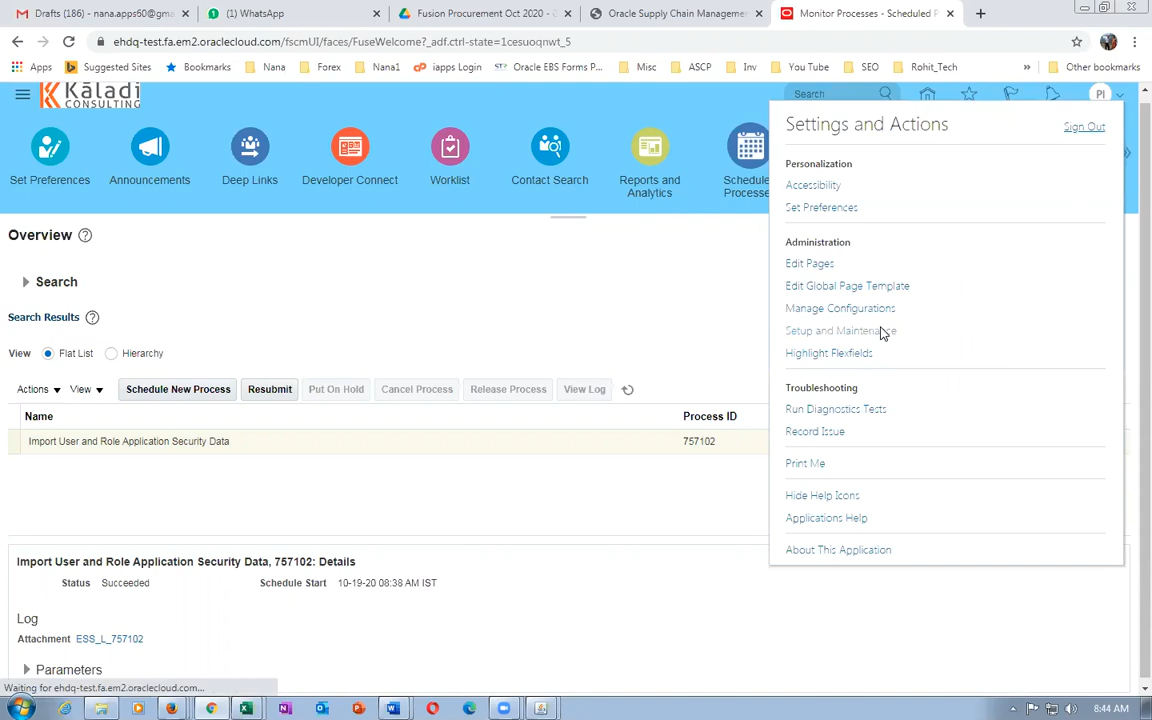 Drafts (186) - nana.apps60@gma
(1) WhatsApp
Fusion Procurement Oct 2020 -
Oracle Supply Chain Manageme
Monitor Processes - Scheduled P
ehdq-test.fa.em2.oraclecloud.com/fscmUI/faces/FuseWelcome?_adf.ctrl-state=1cesuoqnwt_5
Apps Suggested Sites Bookmarks Nana Forex Nana1 iapps Login Oracle EBS Forms P... Misc ASCP Inv You Tube SEO Rohit_Tech » Other bookmarks
Kaladi
CONSULTING
Search
PI
Set Preferences
Announcements
Deep Links
Developer Connect
Worklist
Contact Search
Reports and
Analytics
Schedule
Processe
Settings and Actions
Sign Out
Personalization
Accessibility
Set Preferences
Administration
Edit Pages
Edit Global Page Template
Manage Configurations
Setup and Maintenance
Highlight Flexfields
Troubleshooting
Run Diagnostics Tests
Record Issue
Print Me
Hide Help Icons
Applications Help
About This Application
Overview
Search
Search Results
View Flat List Hierarchy
Actions View Schedule New Process Resubmit Put On Hold Cancel Process Release Process View Log
Name Process ID
Import User and Role Application Security Data 757102
Import User and Role Application Security Data, 757102: Details
Status Succeeded Schedule Start 10-19-20 08:38 AM IST
Log
Attachment ESS_L_757102
Parameters
Waiting for ehdq-test.fa.em2.oraclecloud.com...
8:44 AM